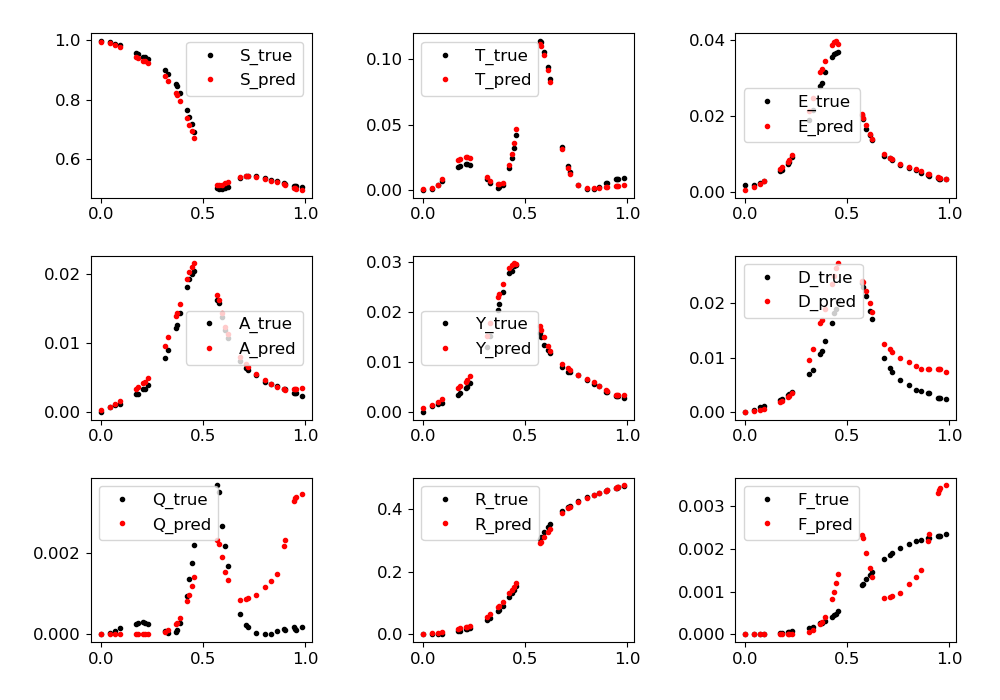 1.0
0.8
0.6
S_true
S_pred
0.0 0.5 1.0
0.10
0.05
0.00
T_true
T_pred
0.0 0.5 1.0
0.04
0.02
0.00
E_true
E_pred
0.0 0.5 1.0
0.02
0.01
0.00
A_true
A_pred
0.0 0.5 1.0
0.03
0.02
0.01
0.00
Y_true
Y_pred
0.0 0.5 1.0
0.02
0.01
0.00
D_true
D_pred
0.0 0.5 1.0
0.002
0.000
Q_true
Q_pred
0.0 0.5 1.0
0.4
0.2
0.0
R_true
R_pred
0.0 0.5 1.0
0.003
0.002
0.001
0.000
F_true
F_pred
0.0 0.5 1.0